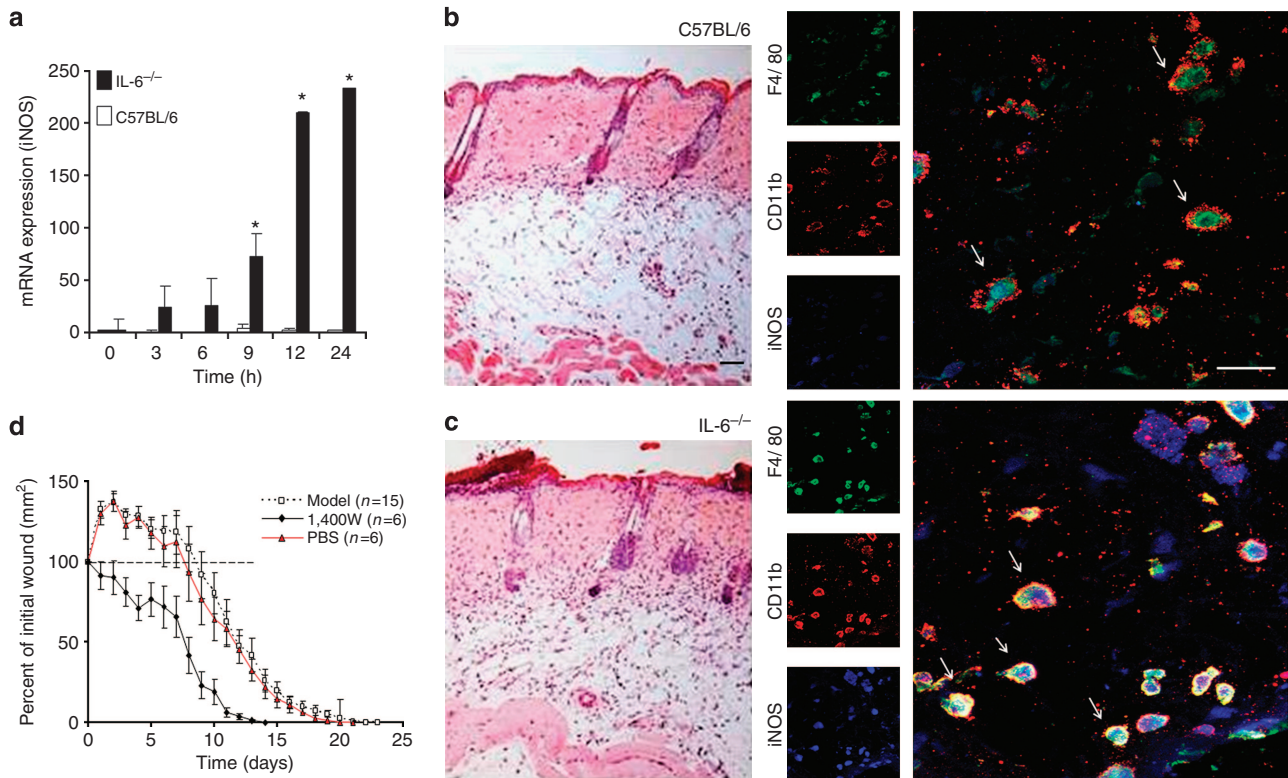 a
mRNA expression (iNOS)
250
200
150
100
50
0
IL-6–/–
C57BL/6
*
*
*
0 3 6 9 12 24
Time (h)
b
C57BL/6
F4/ 80
CD11b
iNOS
c
IL-6–/–
F4/ 80
CD11b
iNOS
d
Percent of initial wound (mm²)
150
100
50
0
Model (n=15)
1,400W (n=6)
PBS (n=6)
0 5 10 15 20 25
Time (days)